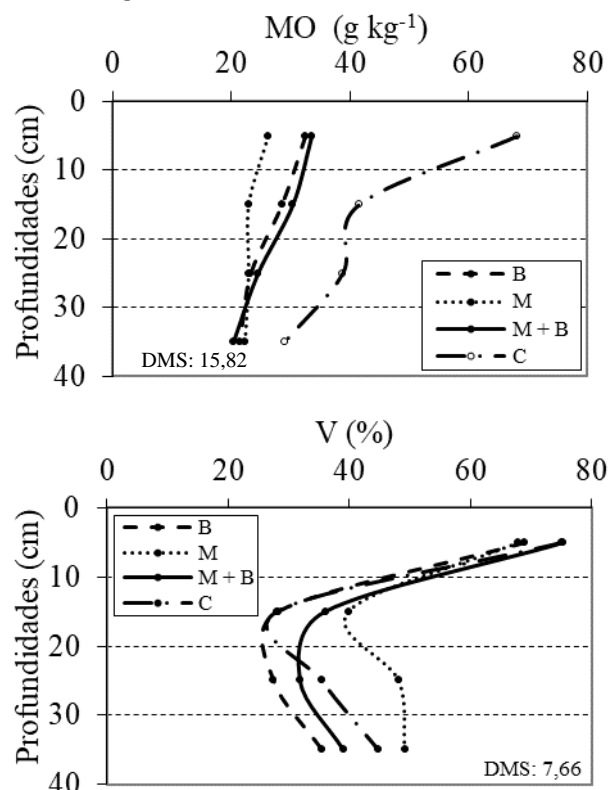 MO (g kg⁻¹)
0 20 40 60 80
Profundidades (cm)
0
10
20
30
40
B
M
M + B
C
DMS: 15,82
V (%)
0 20 40 60 80
Profundidades (cm)
0
10
20
30
40
B
M
M + B
C
DMS: 7,66